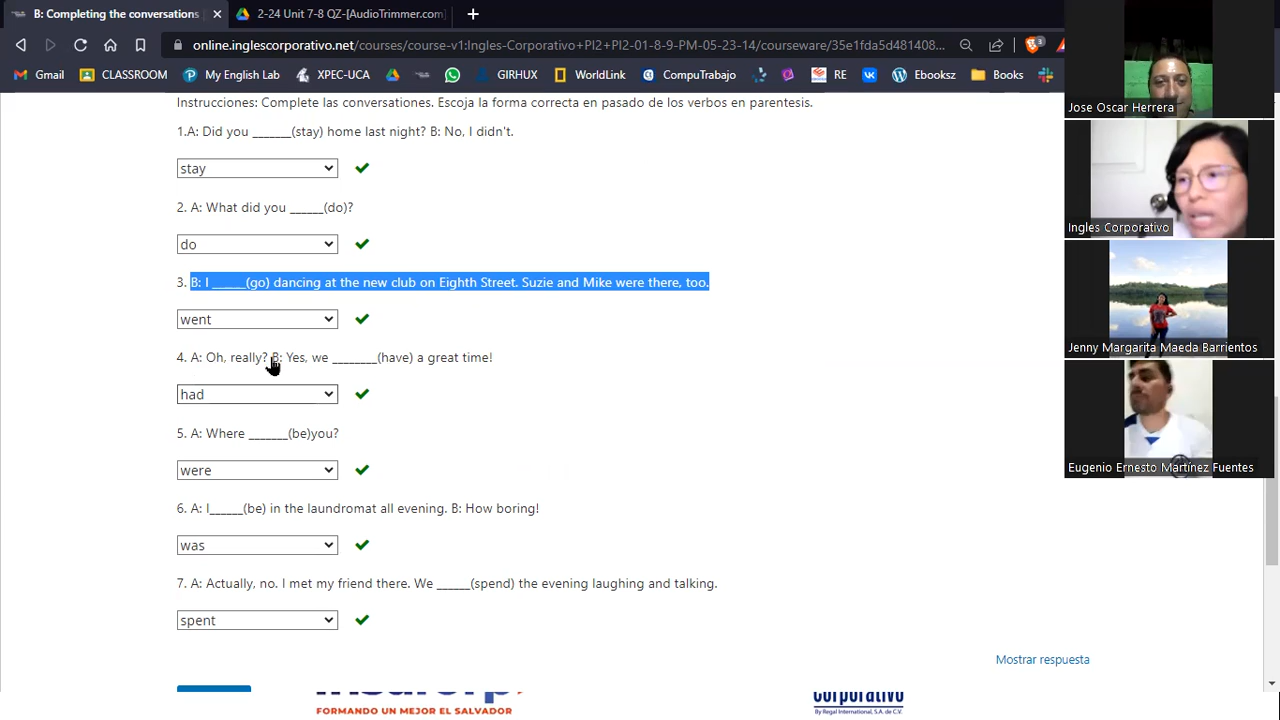 B: Completing the conversations
2-24 Unit 7-8 QZ-[AudioTrimmer.com]
online.inglescorporativo.net/courses/course-v1:Ingles-Corporativo+PI2+PI2-01-8-9-PM-05-23-14/courseware/35e1fda5d481408...
3
Gmail
CLASSROOM
My English Lab
XPEC-UCA
GIRHUX
WorldLink
CompuTrabajo
RE
Ebooksz
Books
Instrucciones: Complete las conversationes. Escoja la forma correcta en pasado de los verbos en parentesis.
1.A: Did you _______(stay) home last night? B: No, I didn't.
stay
2. A: What did you ______(do)?
do
3. B: I ______(go) dancing at the new club on Eighth Street. Suzie and Mike were there, too.
went
4. A: Oh, really? B: Yes, we ________(have) a great time!
had
5. A: Where _______(be)you?
were
6. A: I______(be) in the laundromat all evening. B: How boring!
was
7. A: Actually, no. I met my friend there. We ______(spend) the evening laughing and talking.
spent
Mostrar respuesta
FORMANDO UN MEJOR EL SALVADOR
corporativo
By Regal International, S.A. de C.V.
Jose Oscar Herrera
Ingles Corporativo
Jenny Margarita Maeda Barrientos
Eugenio Ernesto Martínez Fuentes